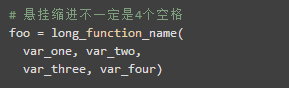 # 悬挂缩进不一定是4个空格
foo = long_function_name(
  var_one, var_two,
  var_three, var_four)